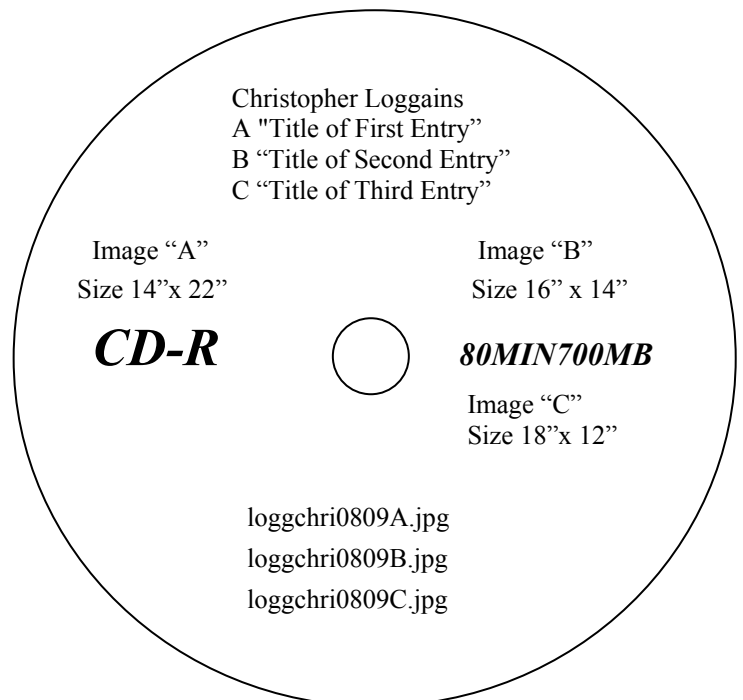 Christopher Loggains
A "Title of First Entry”
B “Title of Second Entry”
C “Title of Third Entry”
Image “A”
Size 14”x 22”
Image “B”
Size 16” x 14”
CD-R
80MIN700MB
Image “C”
Size 18”x 12”
loggchri0809A.jpg
loggchri0809B.jpg
loggchri0809C.jpg